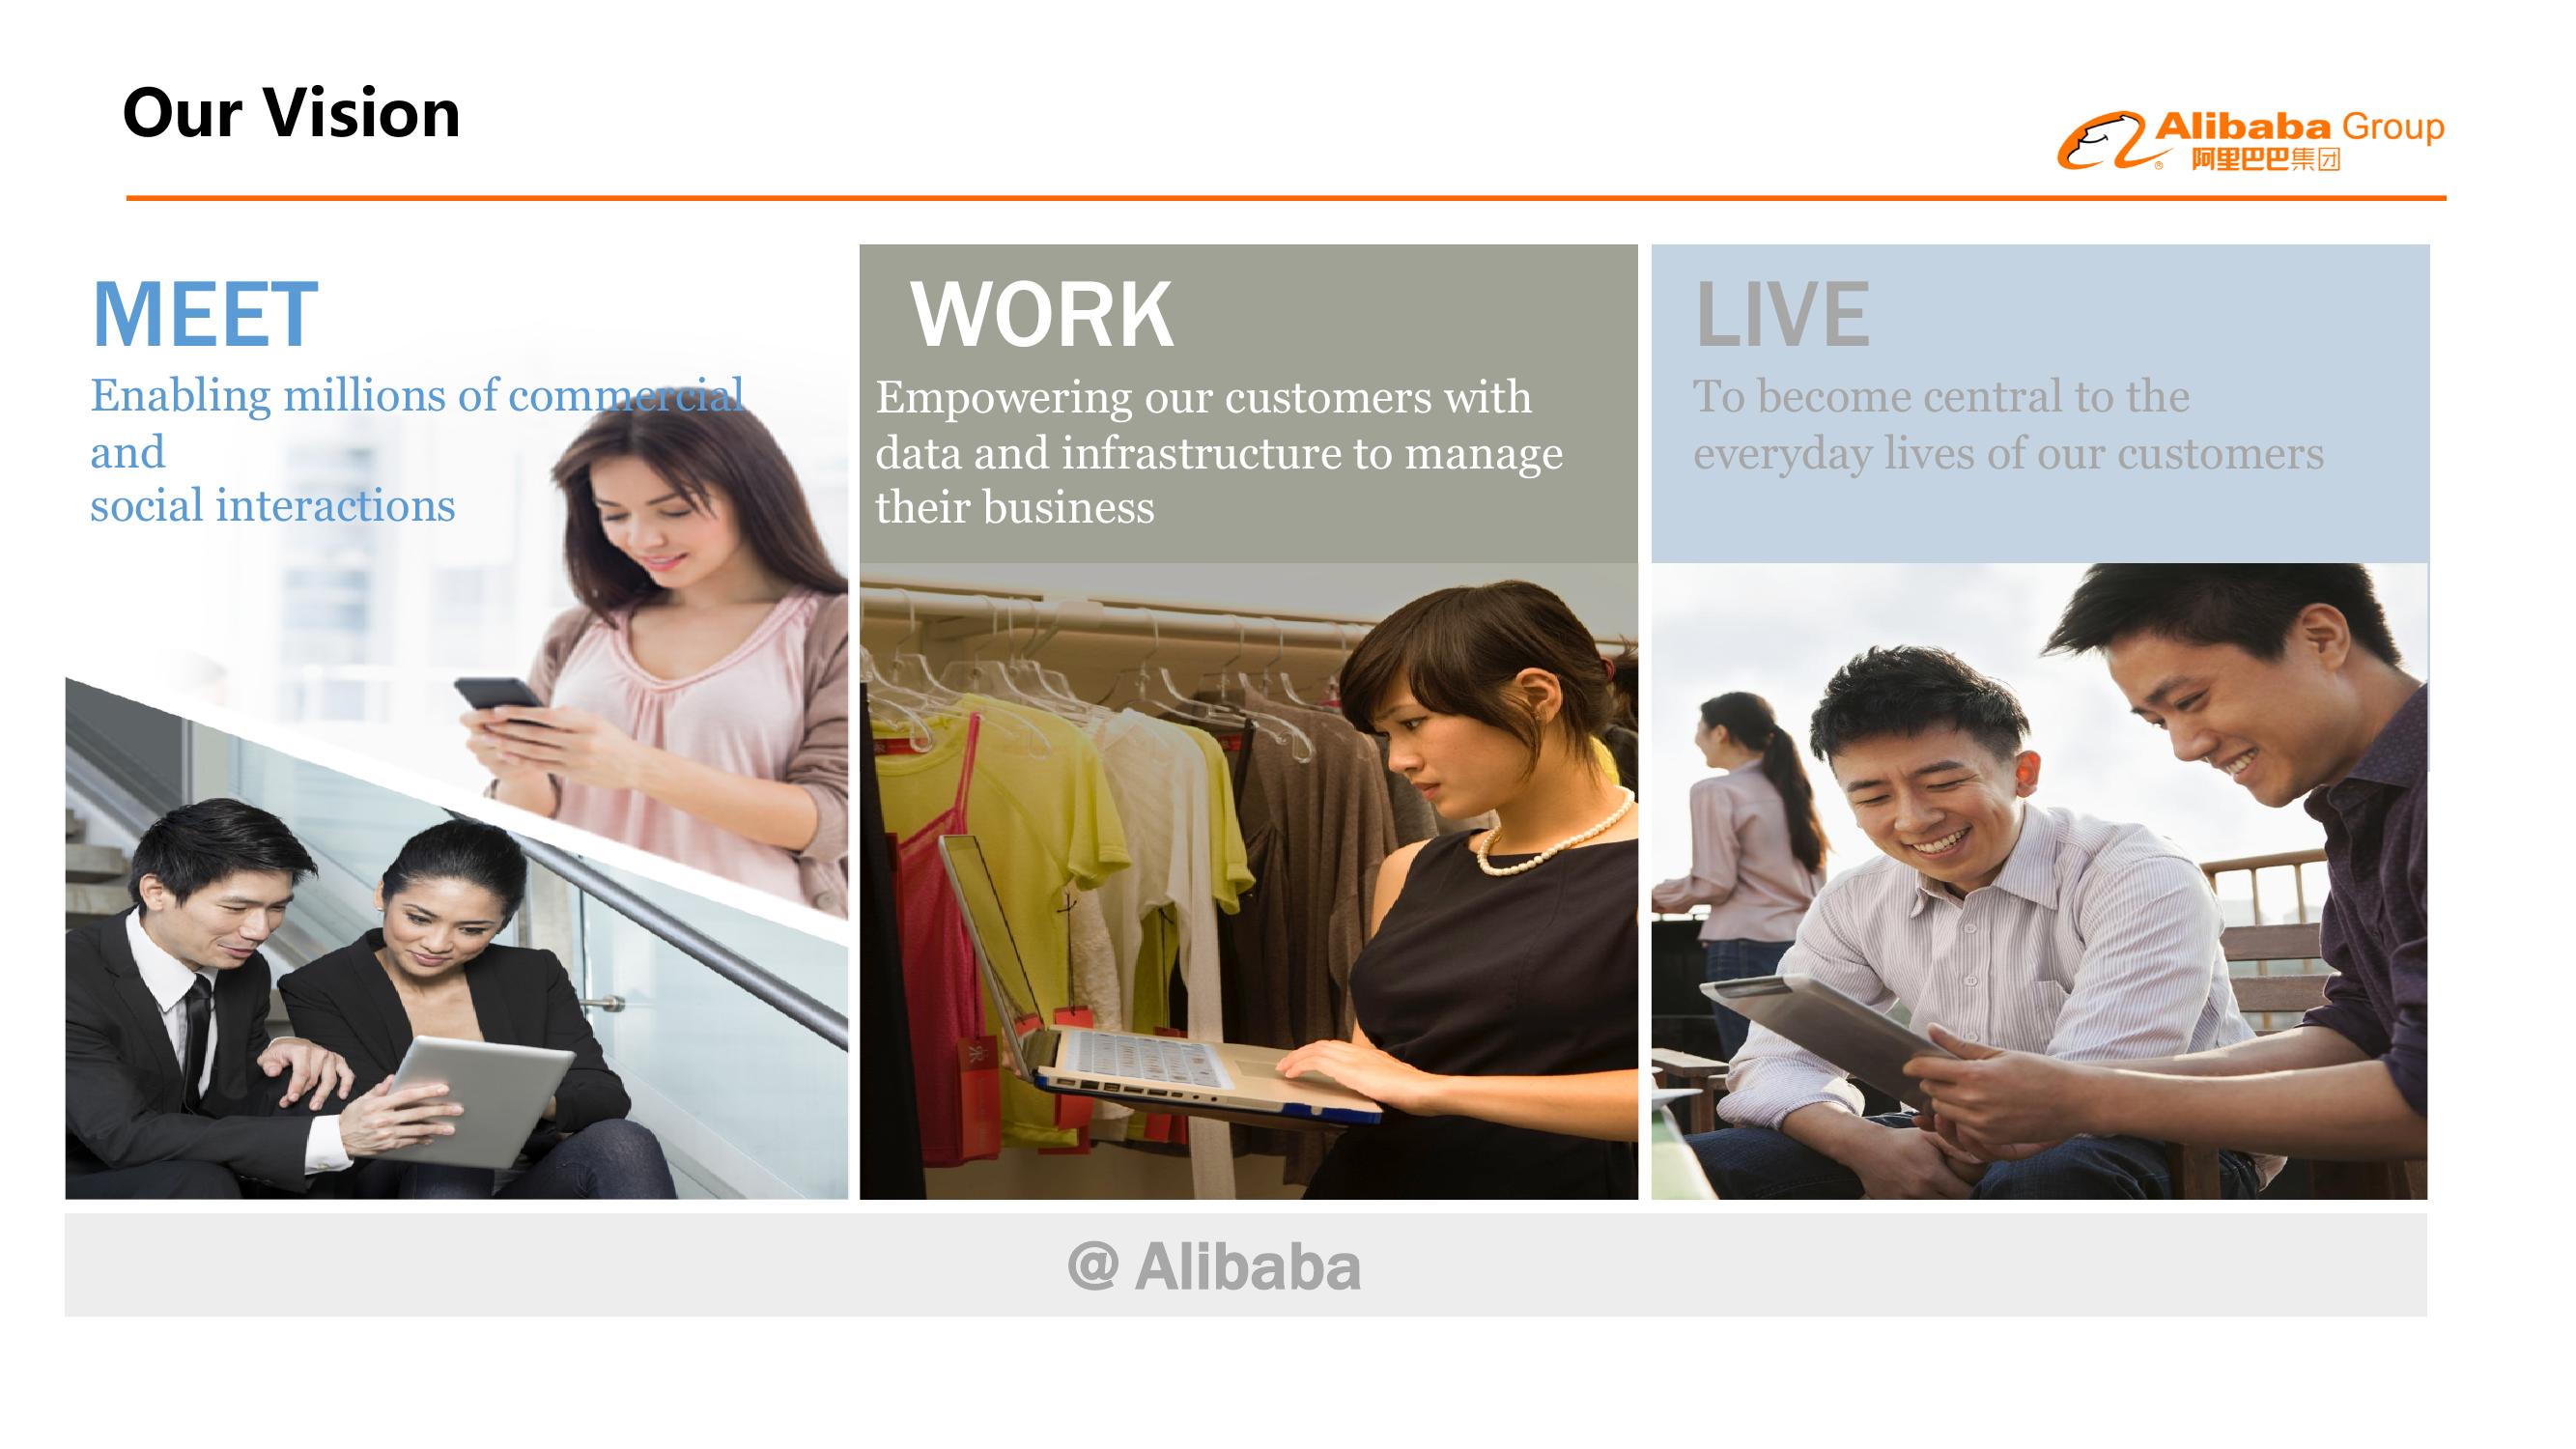 Our Vision
Alibaba Group
阿里巴巴集团
MEET
Enabling millions of commercial
and
social interactions
WORK
Empowering our customers with
data and infrastructure to manage
their business
LIVE
To become central to the
everyday lives of our customers
@ Alibaba